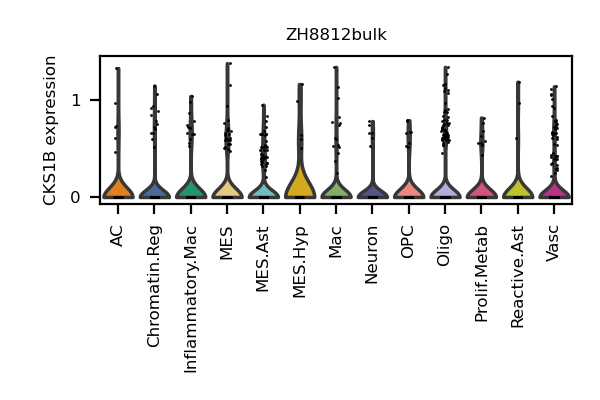 ZH8812bulk
CKS1B expression
1
0
AC
Chromatin.Reg
Inflammatory.Mac
MES
MES.Ast
MES.Hyp
Mac
Neuron
OPC
Oligo
Prolif.Metab
Reactive.Ast
Vasc